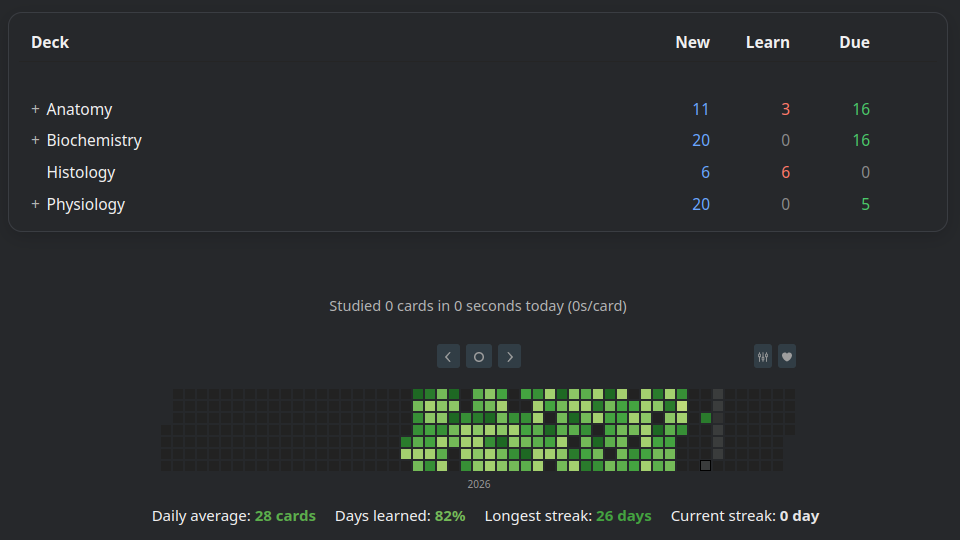 Deck New Learn Due
+ Anatomy 11 3 16
+ Biochemistry 20 0 16
Histology 6 6 0
+ Physiology 20 0 5
Studied 0 cards in 0 seconds today (0s/card)
2026
Daily average: 28 cards Days learned: 82% Longest streak: 26 days Current streak: 0 day